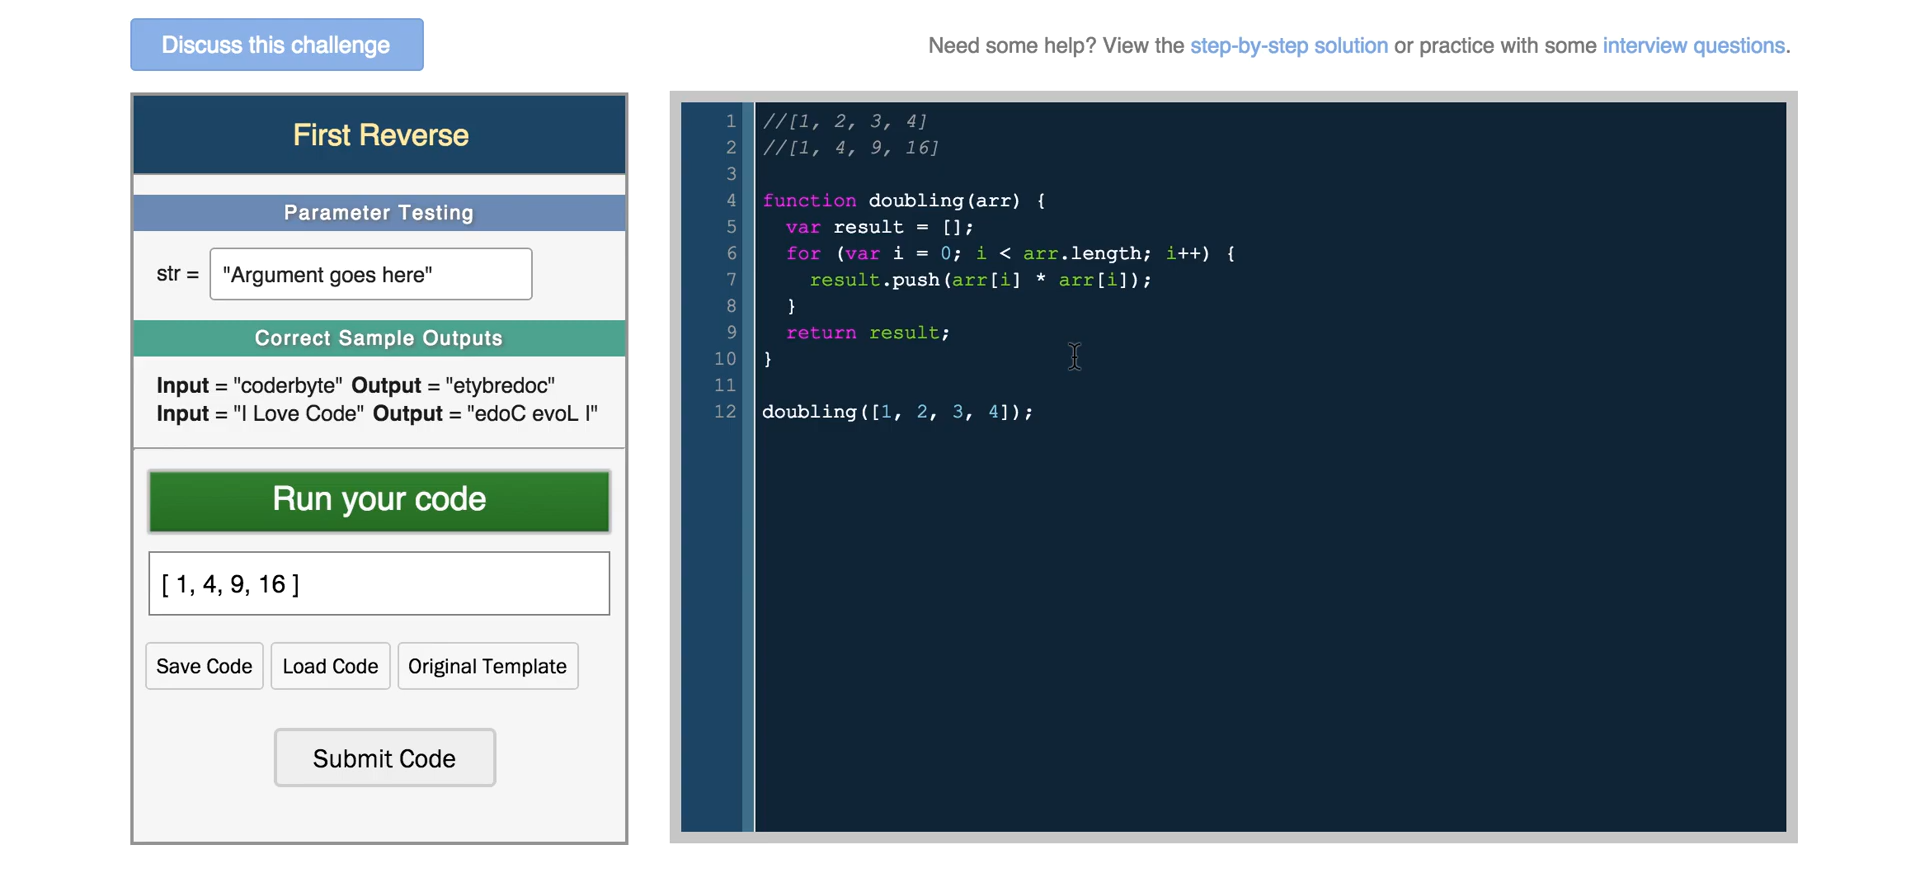 Discuss this challenge
Need some help? View the step-by-step solution or practice with some interview questions.
First Reverse
Parameter Testing
str = "Argument goes here"
Correct Sample Outputs
Input = "coderbyte" Output = "etybredoc"
Input = "I Love Code" Output = "edoC evoL I"
Run your code
[ 1, 4, 9, 16 ]
Save Code Load Code Original Template
Submit Code
1 //[1, 2, 3, 4]
2 //[1, 4, 9, 16]
3
4 function doubling(arr) {
5   var result = [];
6   for (var i = 0; i < arr.length; i++) {
7     result.push(arr[i] * arr[i]);
8   }
9   return result;
10 }
11
12 doubling([1, 2, 3, 4]);